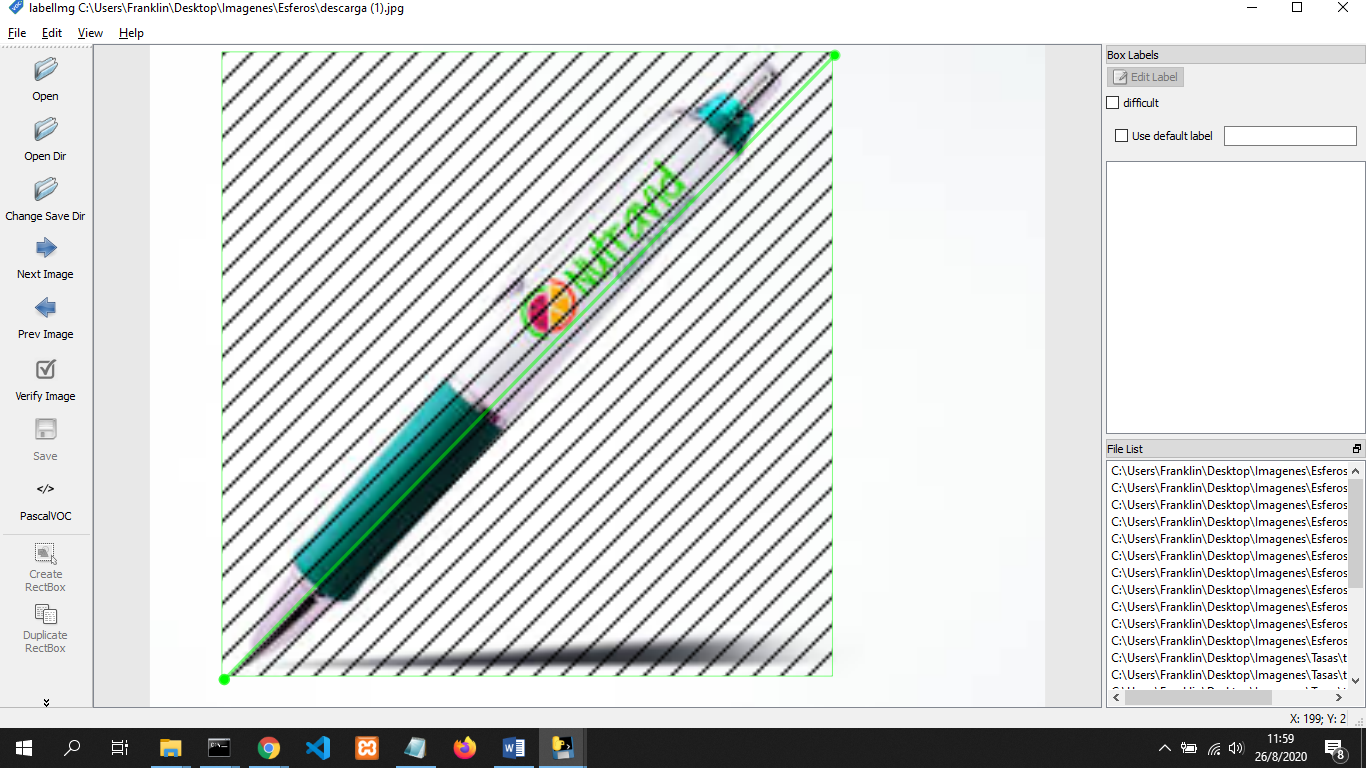 labelImg C:\Users\Franklin\Desktop\Imagenes\Esferos\descarga (1).jpg
File Edit View Help
Open
Open Dir
Change Save Dir
Next Image
Prev Image
Verify Image
Save
</>
PascalVOC
Create
RectBox
Duplicate
RectBox
Nutravid
Box Labels
Edit Label
difficult
Use default label
File List
C:\Users\Franklin\Desktop\Imagenes\Esferos
C:\Users\Franklin\Desktop\Imagenes\Esferos
C:\Users\Franklin\Desktop\Imagenes\Esferos
C:\Users\Franklin\Desktop\Imagenes\Esferos
C:\Users\Franklin\Desktop\Imagenes\Esferos
C:\Users\Franklin\Desktop\Imagenes\Esferos
C:\Users\Franklin\Desktop\Imagenes\Esferos
C:\Users\Franklin\Desktop\Imagenes\Esferos
C:\Users\Franklin\Desktop\Imagenes\Esferos
C:\Users\Franklin\Desktop\Imagenes\Esferos
C:\Users\Franklin\Desktop\Imagenes\Esferos
C:\Users\Franklin\Desktop\Imagenes\Tasas\t
C:\Users\Franklin\Desktop\Imagenes\Tasas\t
X: 199; Y: 2
11:59
26/8/2020
8